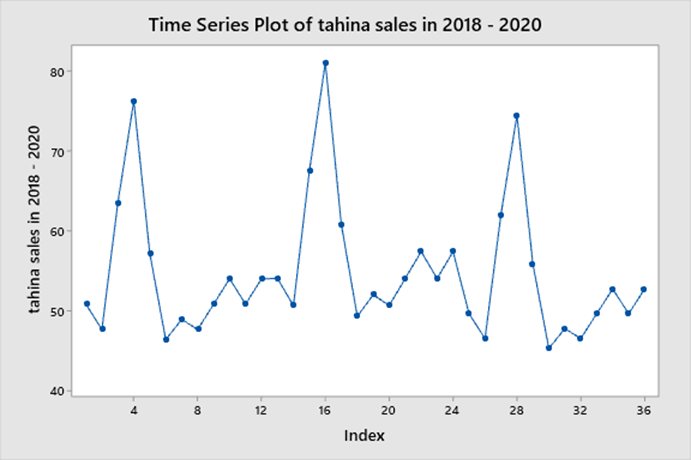 Time Series Plot of tahina sales in 2018 - 2020
tahina sales in 2018 - 2020
80
70
60
50
40
4 8 12 16 20 24 28 32 36
Index